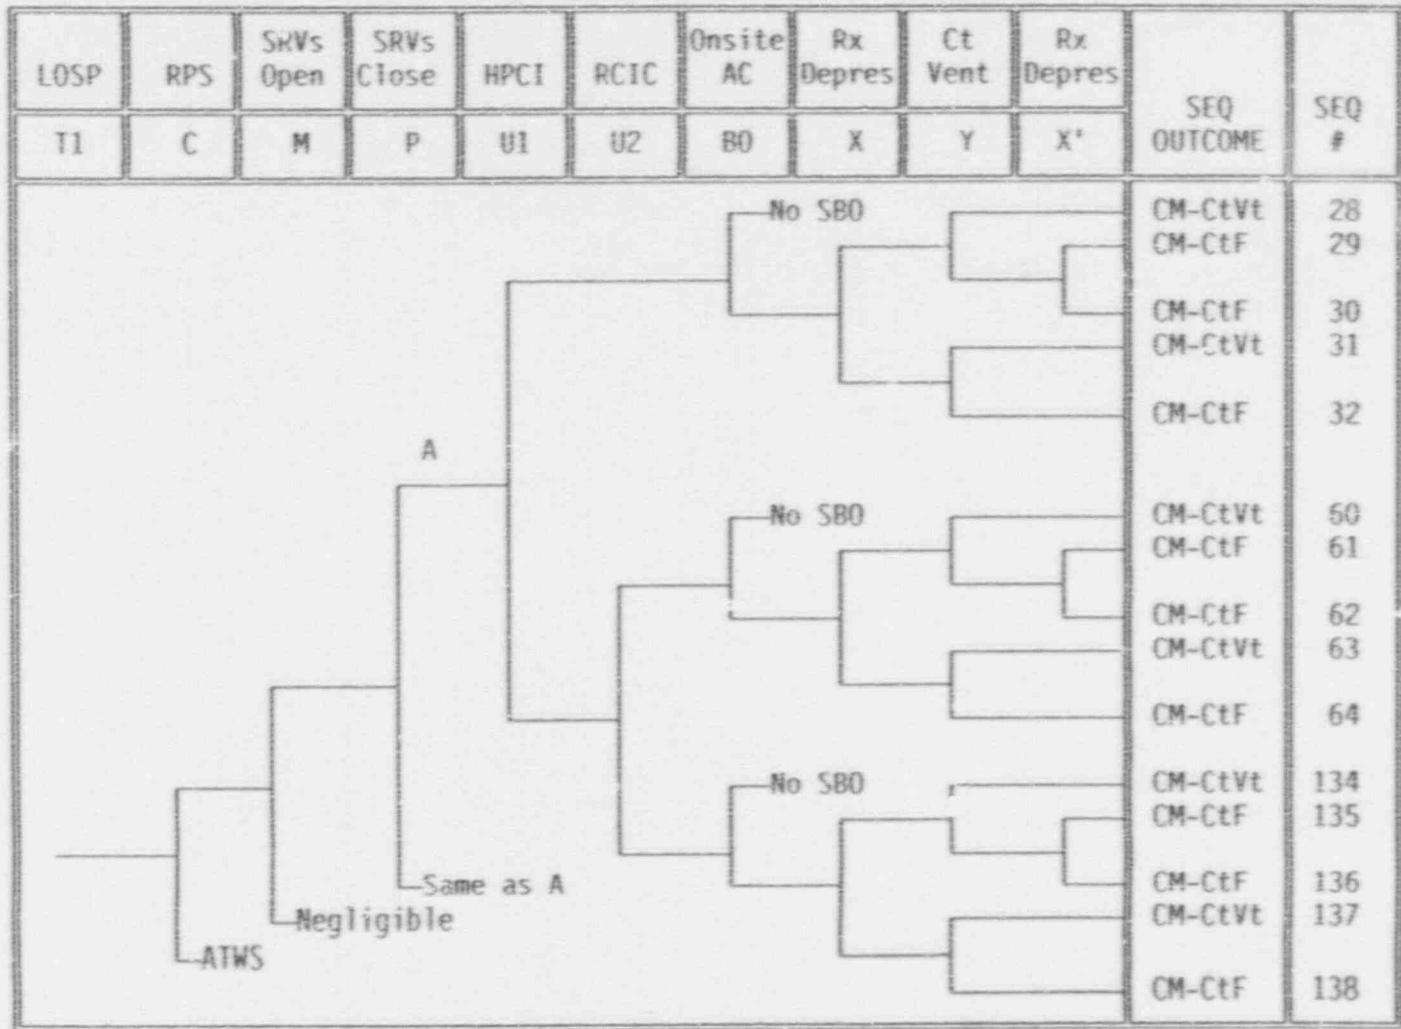 LOSP RPS SRVs Open SRVs Close HPCI RCIC Onsite AC Rx Depres Ct Vent Rx Depres SEQ OUTCOME SEQ #
T1 C M P U1 U2 BO X Y X'
No SBO CM-CtVt 28
CM-CtF 29
CM-CtF 30
CM-CtVt 31
CM-CtF 32
A
No SBO CM-CtVt 60
CM-CtF 61
CM-CtF 62
CM-CtVt 63
CM-CtF 64
No SBO CM-CtVt 134
CM-CtF 135
Same as A CM-CtF 136
Negligible CM-CtVt 137
ATWS
CM-CtF 138